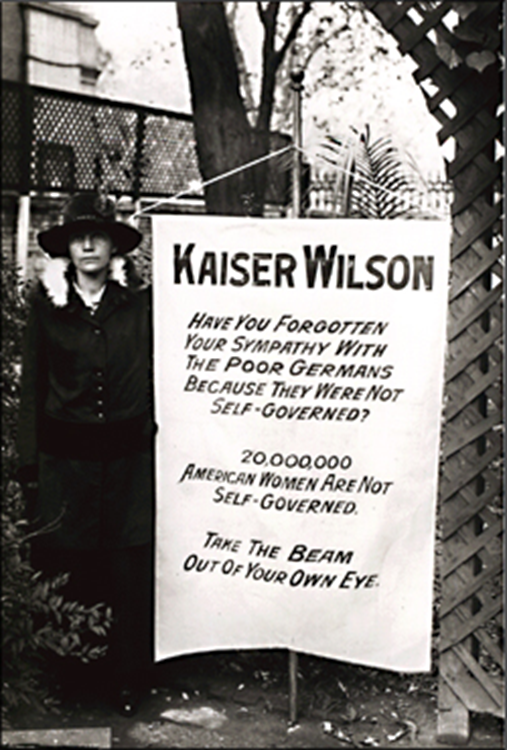 KAISER WILSON
HAVE YOU FORGOTTEN
YOUR SYMPATHY WITH
THE POOR GERMANS
BECAUSE THEY WERE NOT
SELF-GOVERNED?
20,000,000
AMERICAN WOMEN ARE NOT
SELF-GOVERNED.
TAKE THE BEAM
OUT OF YOUR OWN EYE.